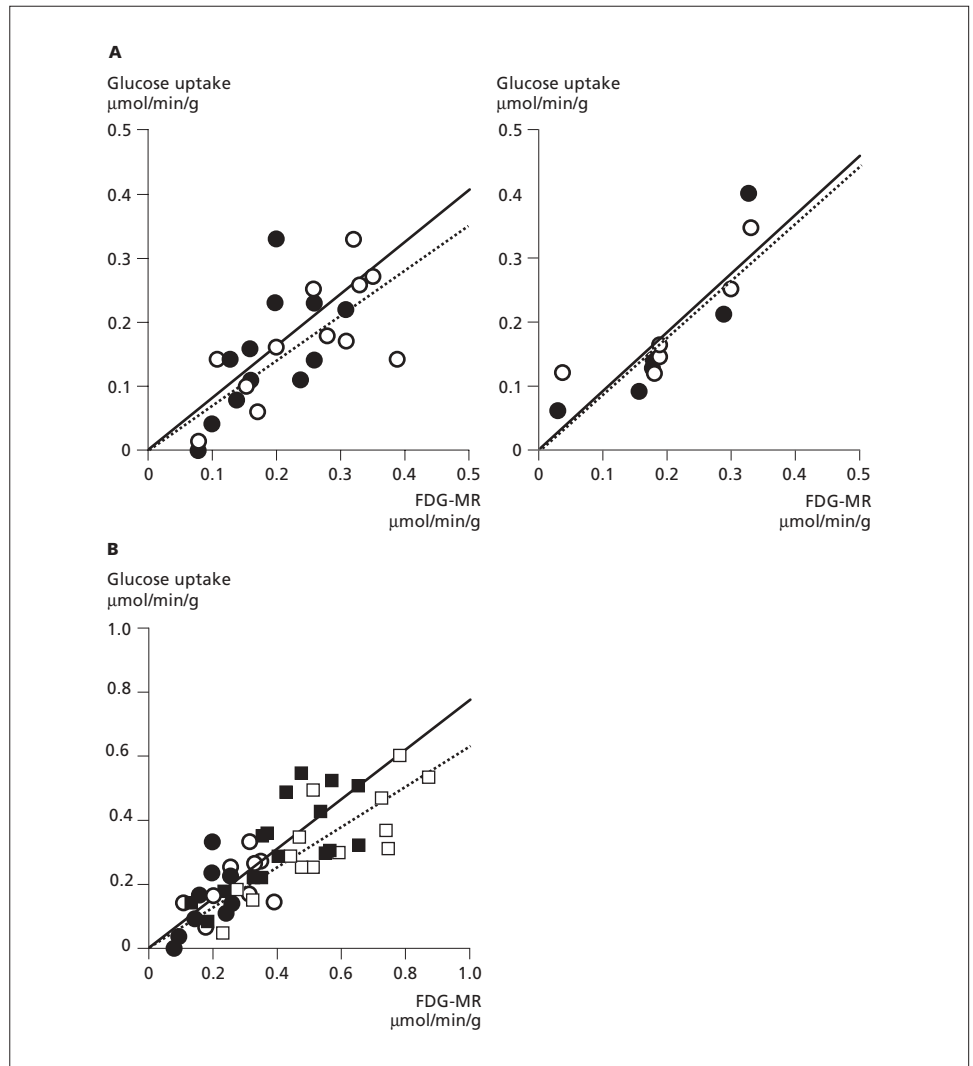 A
Glucose uptake
μmol/min/g
0.5
0.4
0.3
0.2
0.1
0
0 0.1 0.2 0.3 0.4 0.5
FDG-MR
μmol/min/g
Glucose uptake
μmol/min/g
0.5
0.4
0.3
0.2
0.1
0
0 0.1 0.2 0.3 0.4 0.5
FDG-MR
μmol/min/g
B
Glucose uptake
μmol/min/g
1.0
0.8
0.6
0.4
0.2
0
0 0.2 0.4 0.6 0.8 1.0
FDG-MR
μmol/min/g